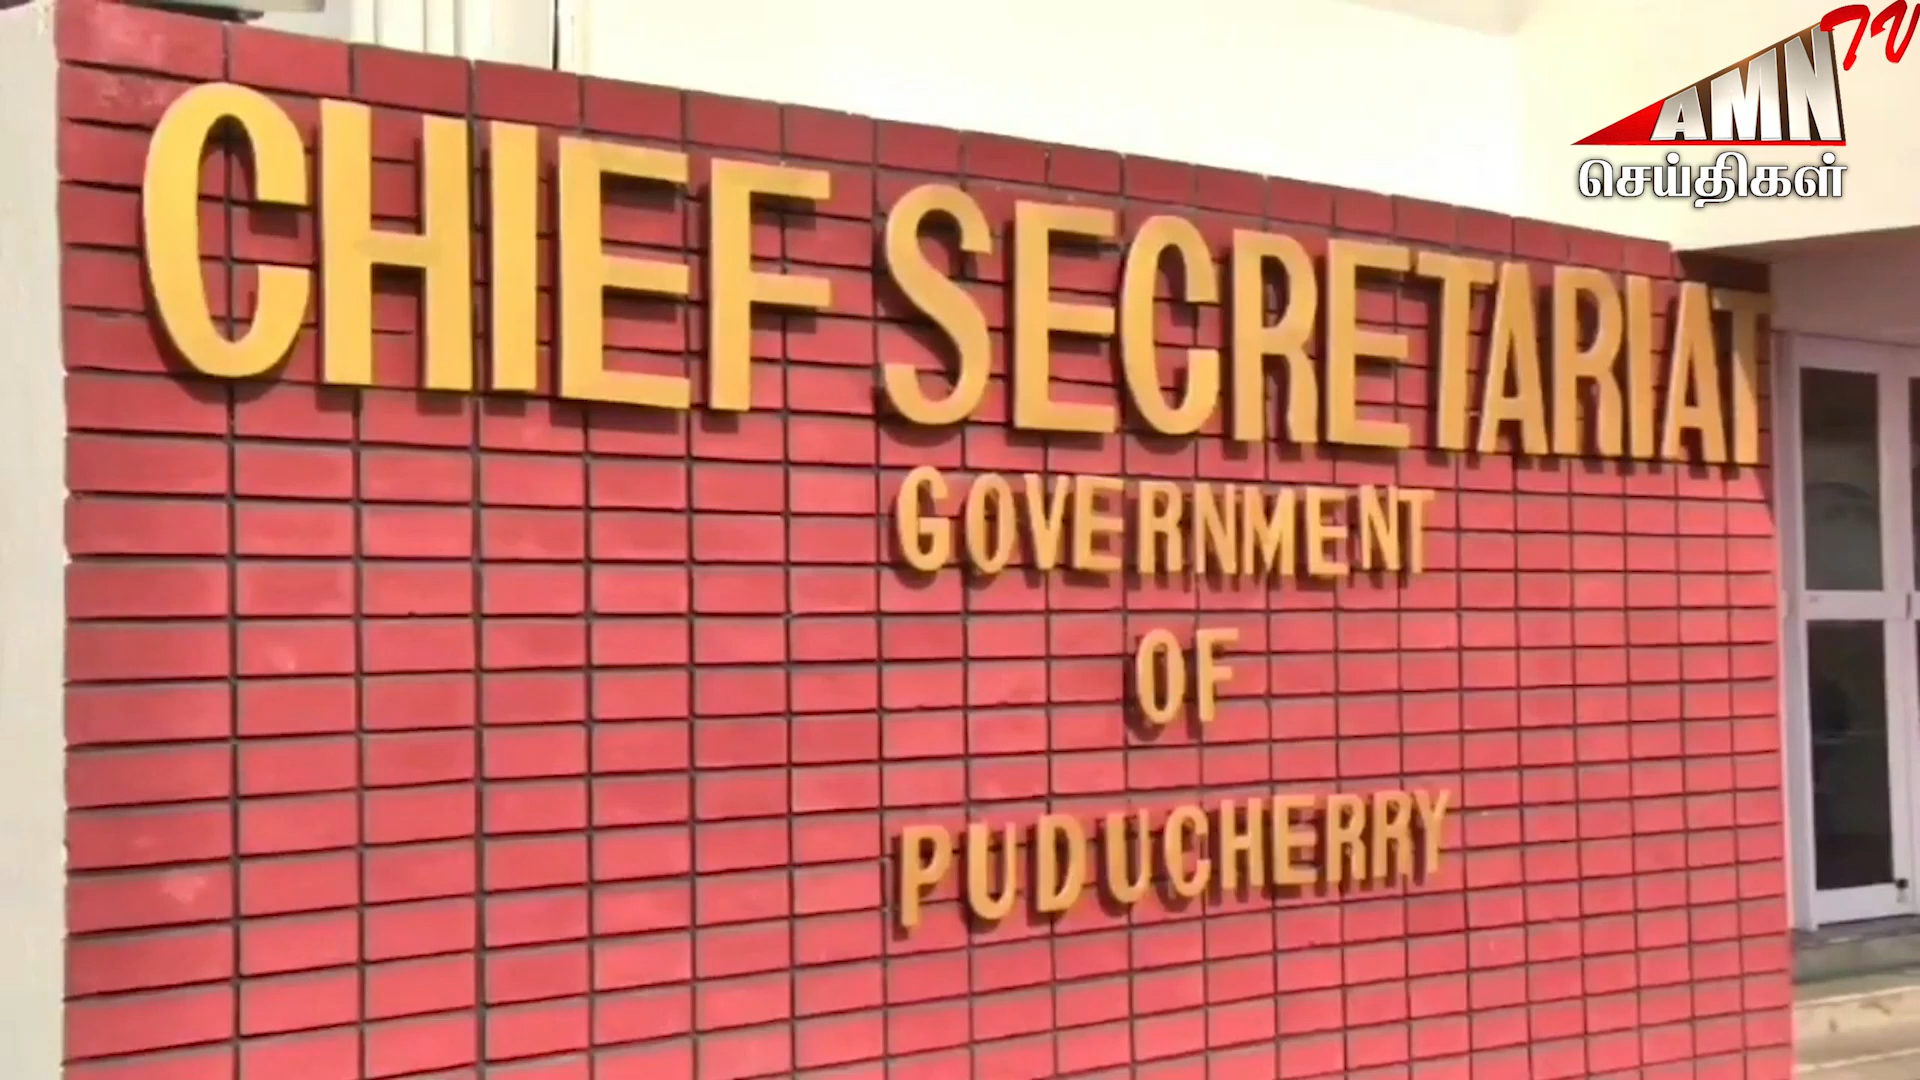 AMN TV
செய்திகள்
CHIEF SECRETARIAT
GOVERNMENT
OF
PUDUCHERRY